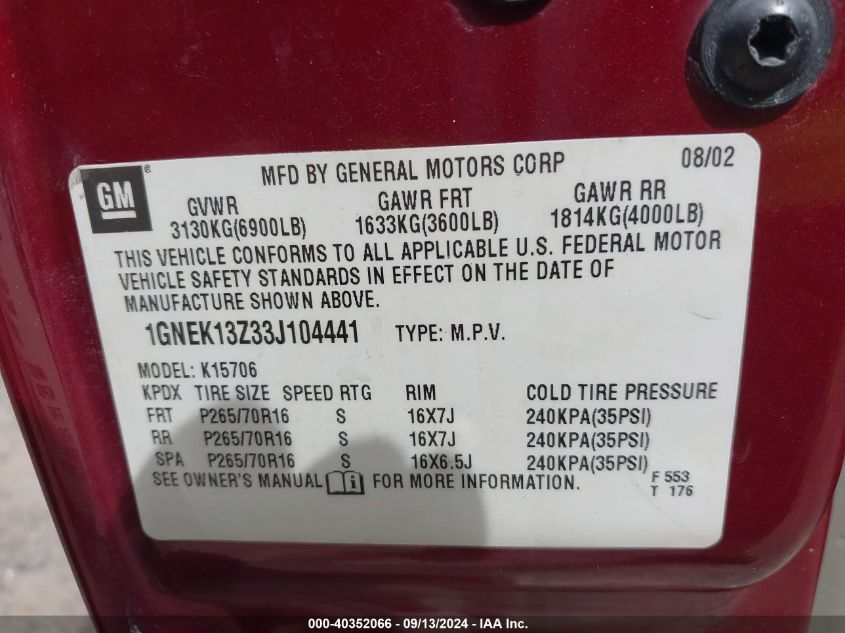 MFD BY GENERAL MOTORS CORP 08/02
GM®
GVWR GAWR FRT GAWR RR
3130KG(6900LB) 1633KG(3600LB) 1814KG(4000LB)
THIS VEHICLE CONFORMS TO ALL APPLICABLE U.S. FEDERAL MOTOR
VEHICLE SAFETY STANDARDS IN EFFECT ON THE DATE OF
MANUFACTURE SHOWN ABOVE.
1GNEK13Z33J104441 TYPE: M.P.V.
MODEL: K15706
KPDX TIRE SIZE SPEED RTG RIM COLD TIRE PRESSURE
FRT P265/70R16 S 16X7J 240KPA(35PSI)
RR P265/70R16 S 16X7J 240KPA(35PSI)
SPA P265/70R16 S 16X6.5J 240KPA(35PSI)
SEE OWNER'S MANUAL i FOR MORE INFORMATION.
F 553
T 176
000-40352066 - 09/13/2024 - IAA Inc.